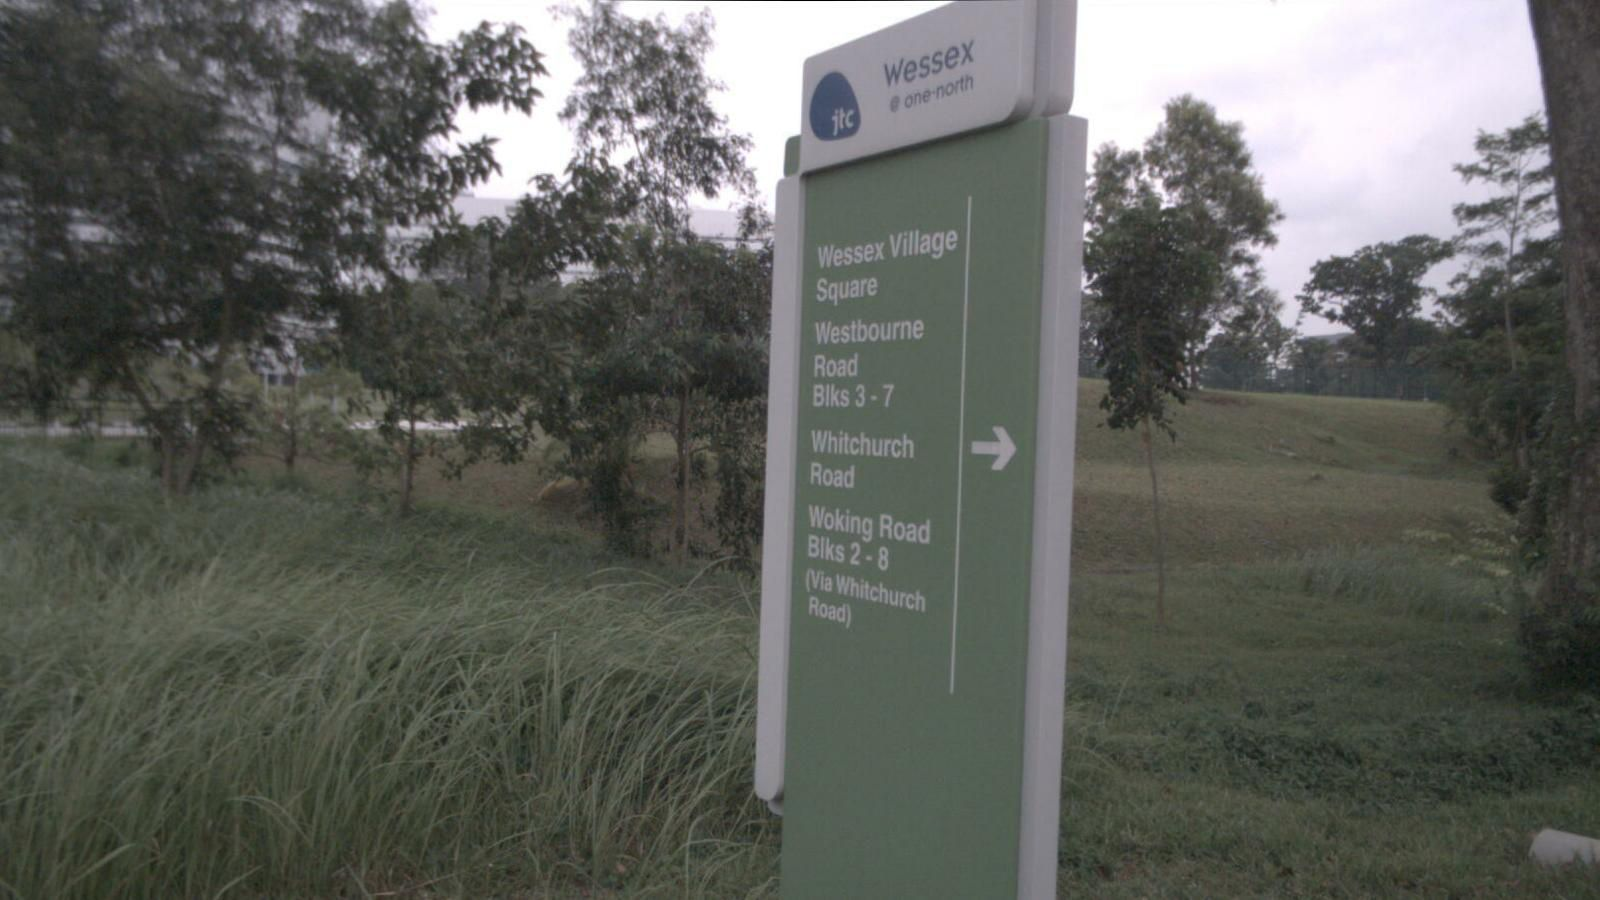 jtc
Wessex
@ one-north
Wessex Village
Square
Westbourne
Road
Blks 3 - 7
Whitchurch
Road
Woking Road
Blks 2 - 8
(Via Whitchurch
Road)